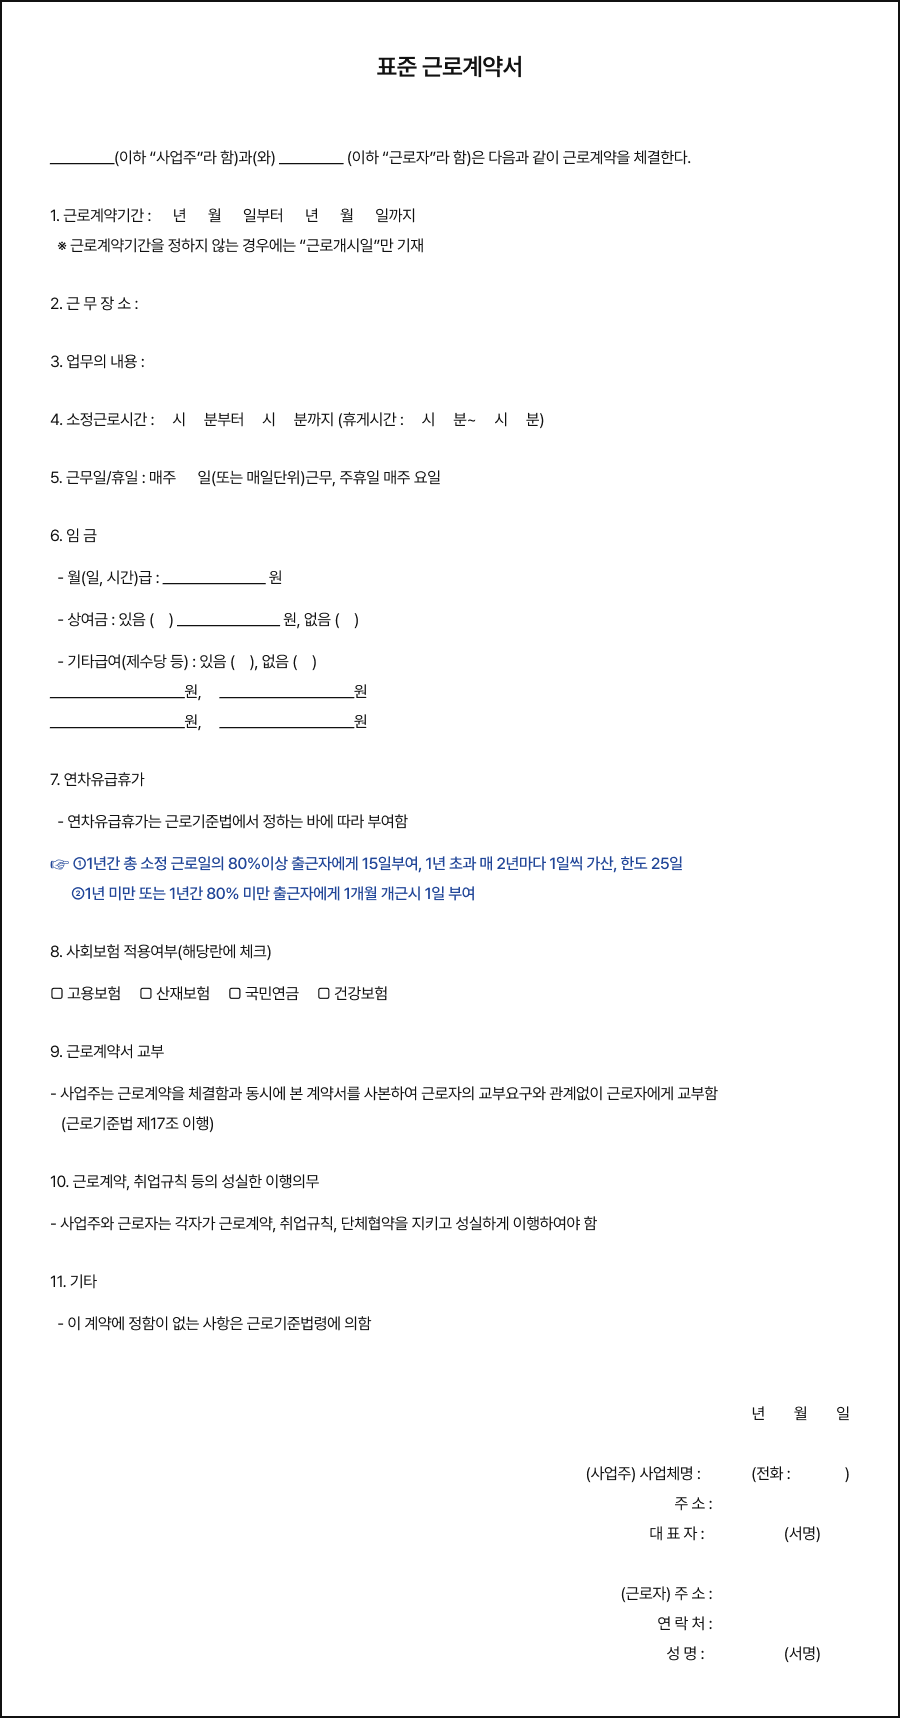 표준 근로계약서
________(이하 “사업주”라 함)과(와) ________ (이하 “근로자”라 함)은 다음과 같이 근로계약을 체결한다.
1. 근로계약기간 : 년 월 일부터 년 월 일까지
※ 근로계약기간을 정하지 않는 경우에는 “근로개시일”만 기재
2. 근 무 장 소 :
3. 업무의 내용 :
4. 소정근로시간 : 시 분부터 시 분까지 (휴게시간 : 시 분~ 시 분)
5. 근무일/휴일 : 매주 일(또는 매일단위)근무, 주휴일 매주 요일
6. 임 금
- 월(일, 시간)급 : _____________ 원
- 상여금 : 있음 ( ) _____________ 원, 없음 ( )
- 기타급여(제수당 등) : 있음 ( ), 없음 ( )
_________________원, _________________원
_________________원, _________________원
7. 연차유급휴가
- 연차유급휴가는 근로기준법에서 정하는 바에 따라 부여함
☞ ①1년간 총 소정 근로일의 80%이상 출근자에게 15일부여, 1년 초과 매 2년마다 1일씩 가산, 한도 25일
②1년 미만 또는 1년간 80% 미만 출근자에게 1개월 개근시 1일 부여
8. 사회보험 적용여부(해당란에 체크)
▢ 고용보험 ▢ 산재보험 ▢ 국민연금 ▢ 건강보험
9. 근로계약서 교부
- 사업주는 근로계약을 체결함과 동시에 본 계약서를 사본하여 근로자의 교부요구와 관계없이 근로자에게 교부함
(근로기준법 제17조 이행)
10. 근로계약, 취업규칙 등의 성실한 이행의무
- 사업주와 근로자는 각자가 근로계약, 취업규칙, 단체협약을 지키고 성실하게 이행하여야 함
11. 기타
- 이 계약에 정함이 없는 사항은 근로기준법령에 의함
년 월 일
(사업주) 사업체명 : (전화 : )
주 소 :
대 표 자 : (서명)
(근로자) 주 소 :
연 락 처 :
성 명 : (서명)